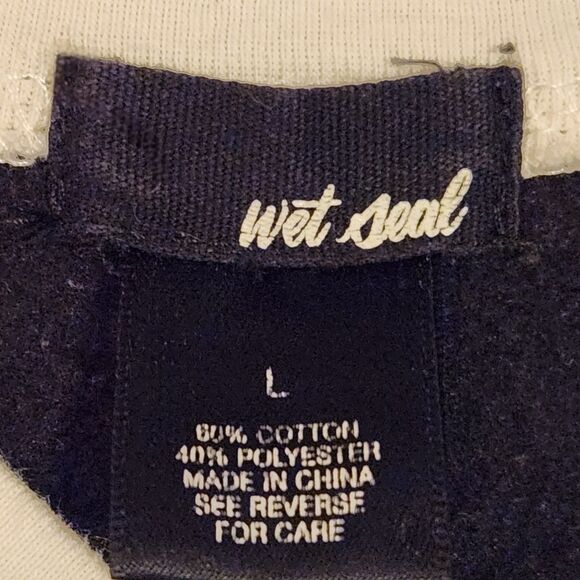 wet seal
L
60% COTTON
40% POLYESTER
MADE IN CHINA
SEE REVERSE
FOR CARE